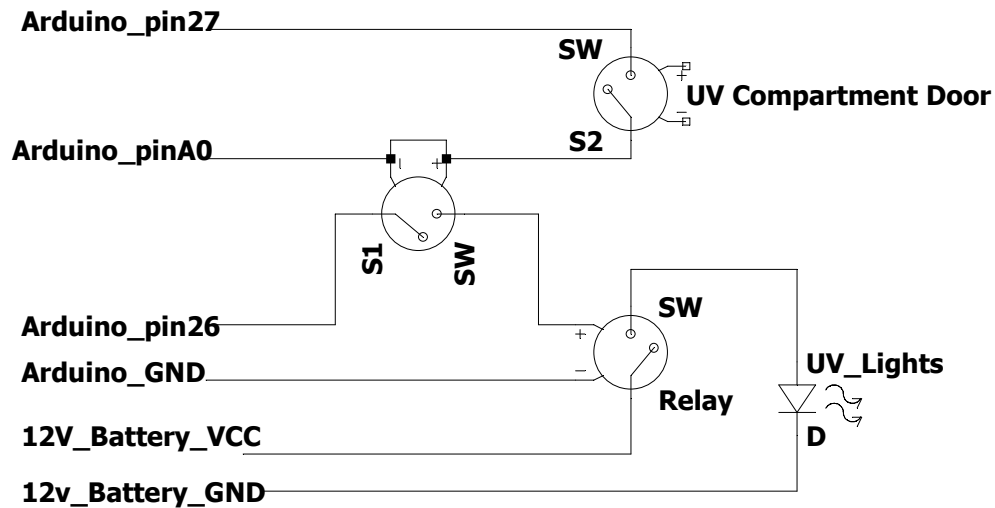 Arduino_pin27
SW
+
UV Compartment Door
−
S2
Arduino_pinA0
− +
S1
SW
SW
Arduino_pin26
+
UV_Lights
Arduino_GND
−
Relay
12V_Battery_VCC
D
12v_Battery_GND